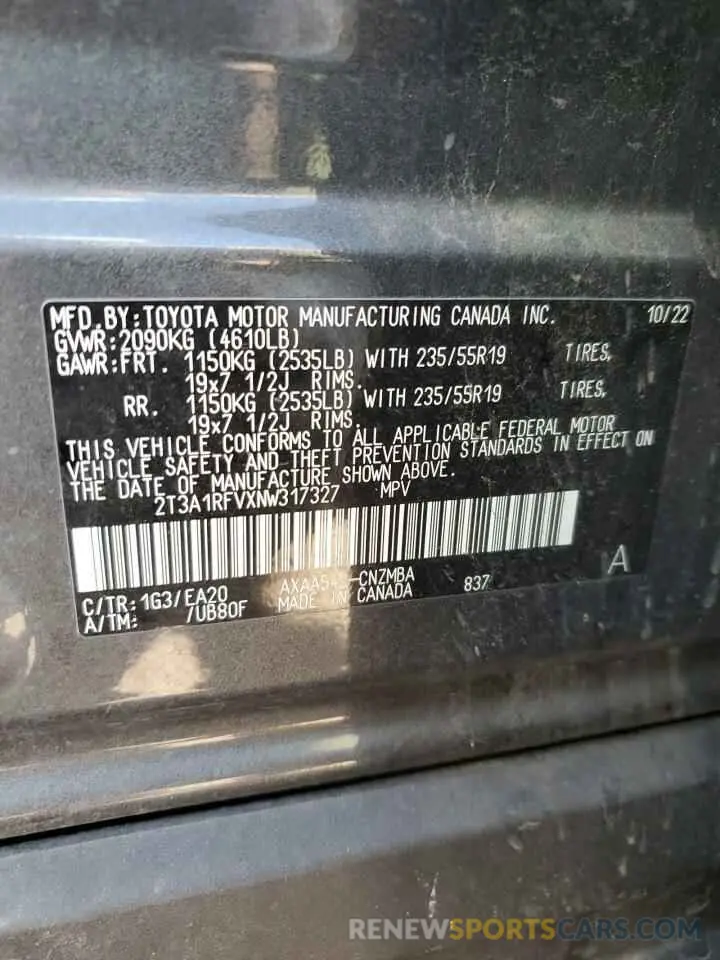 MFD.BY:TOYOTA MOTOR MANUFACTURING CANADA INC. 10/22
GVWR:2090KG (4610LB)
GAWR:FRT. 1150KG (2535LB) WITH 235/55R19 TIRES,
19x7 1/2J RIMS.
RR. 1150KG (2535LB) WITH 235/55R19 TIRES,
19x7 1/2J RIMS.
THIS VEHICLE CONFORMS TO ALL APPLICABLE FEDERAL MOTOR
VEHICLE SAFETY AND THEFT PREVENTION STANDARDS IN EFFECT ON
THE DATE OF MANUFACTURE SHOWN ABOVE.
2T3A1RFVXNW317327 MPV
A
C/TR:1G3/EA20 CNZMBA 837
A/TM: /UB80F MADE IN CANADA
RENEWSPORTSCARS.COM